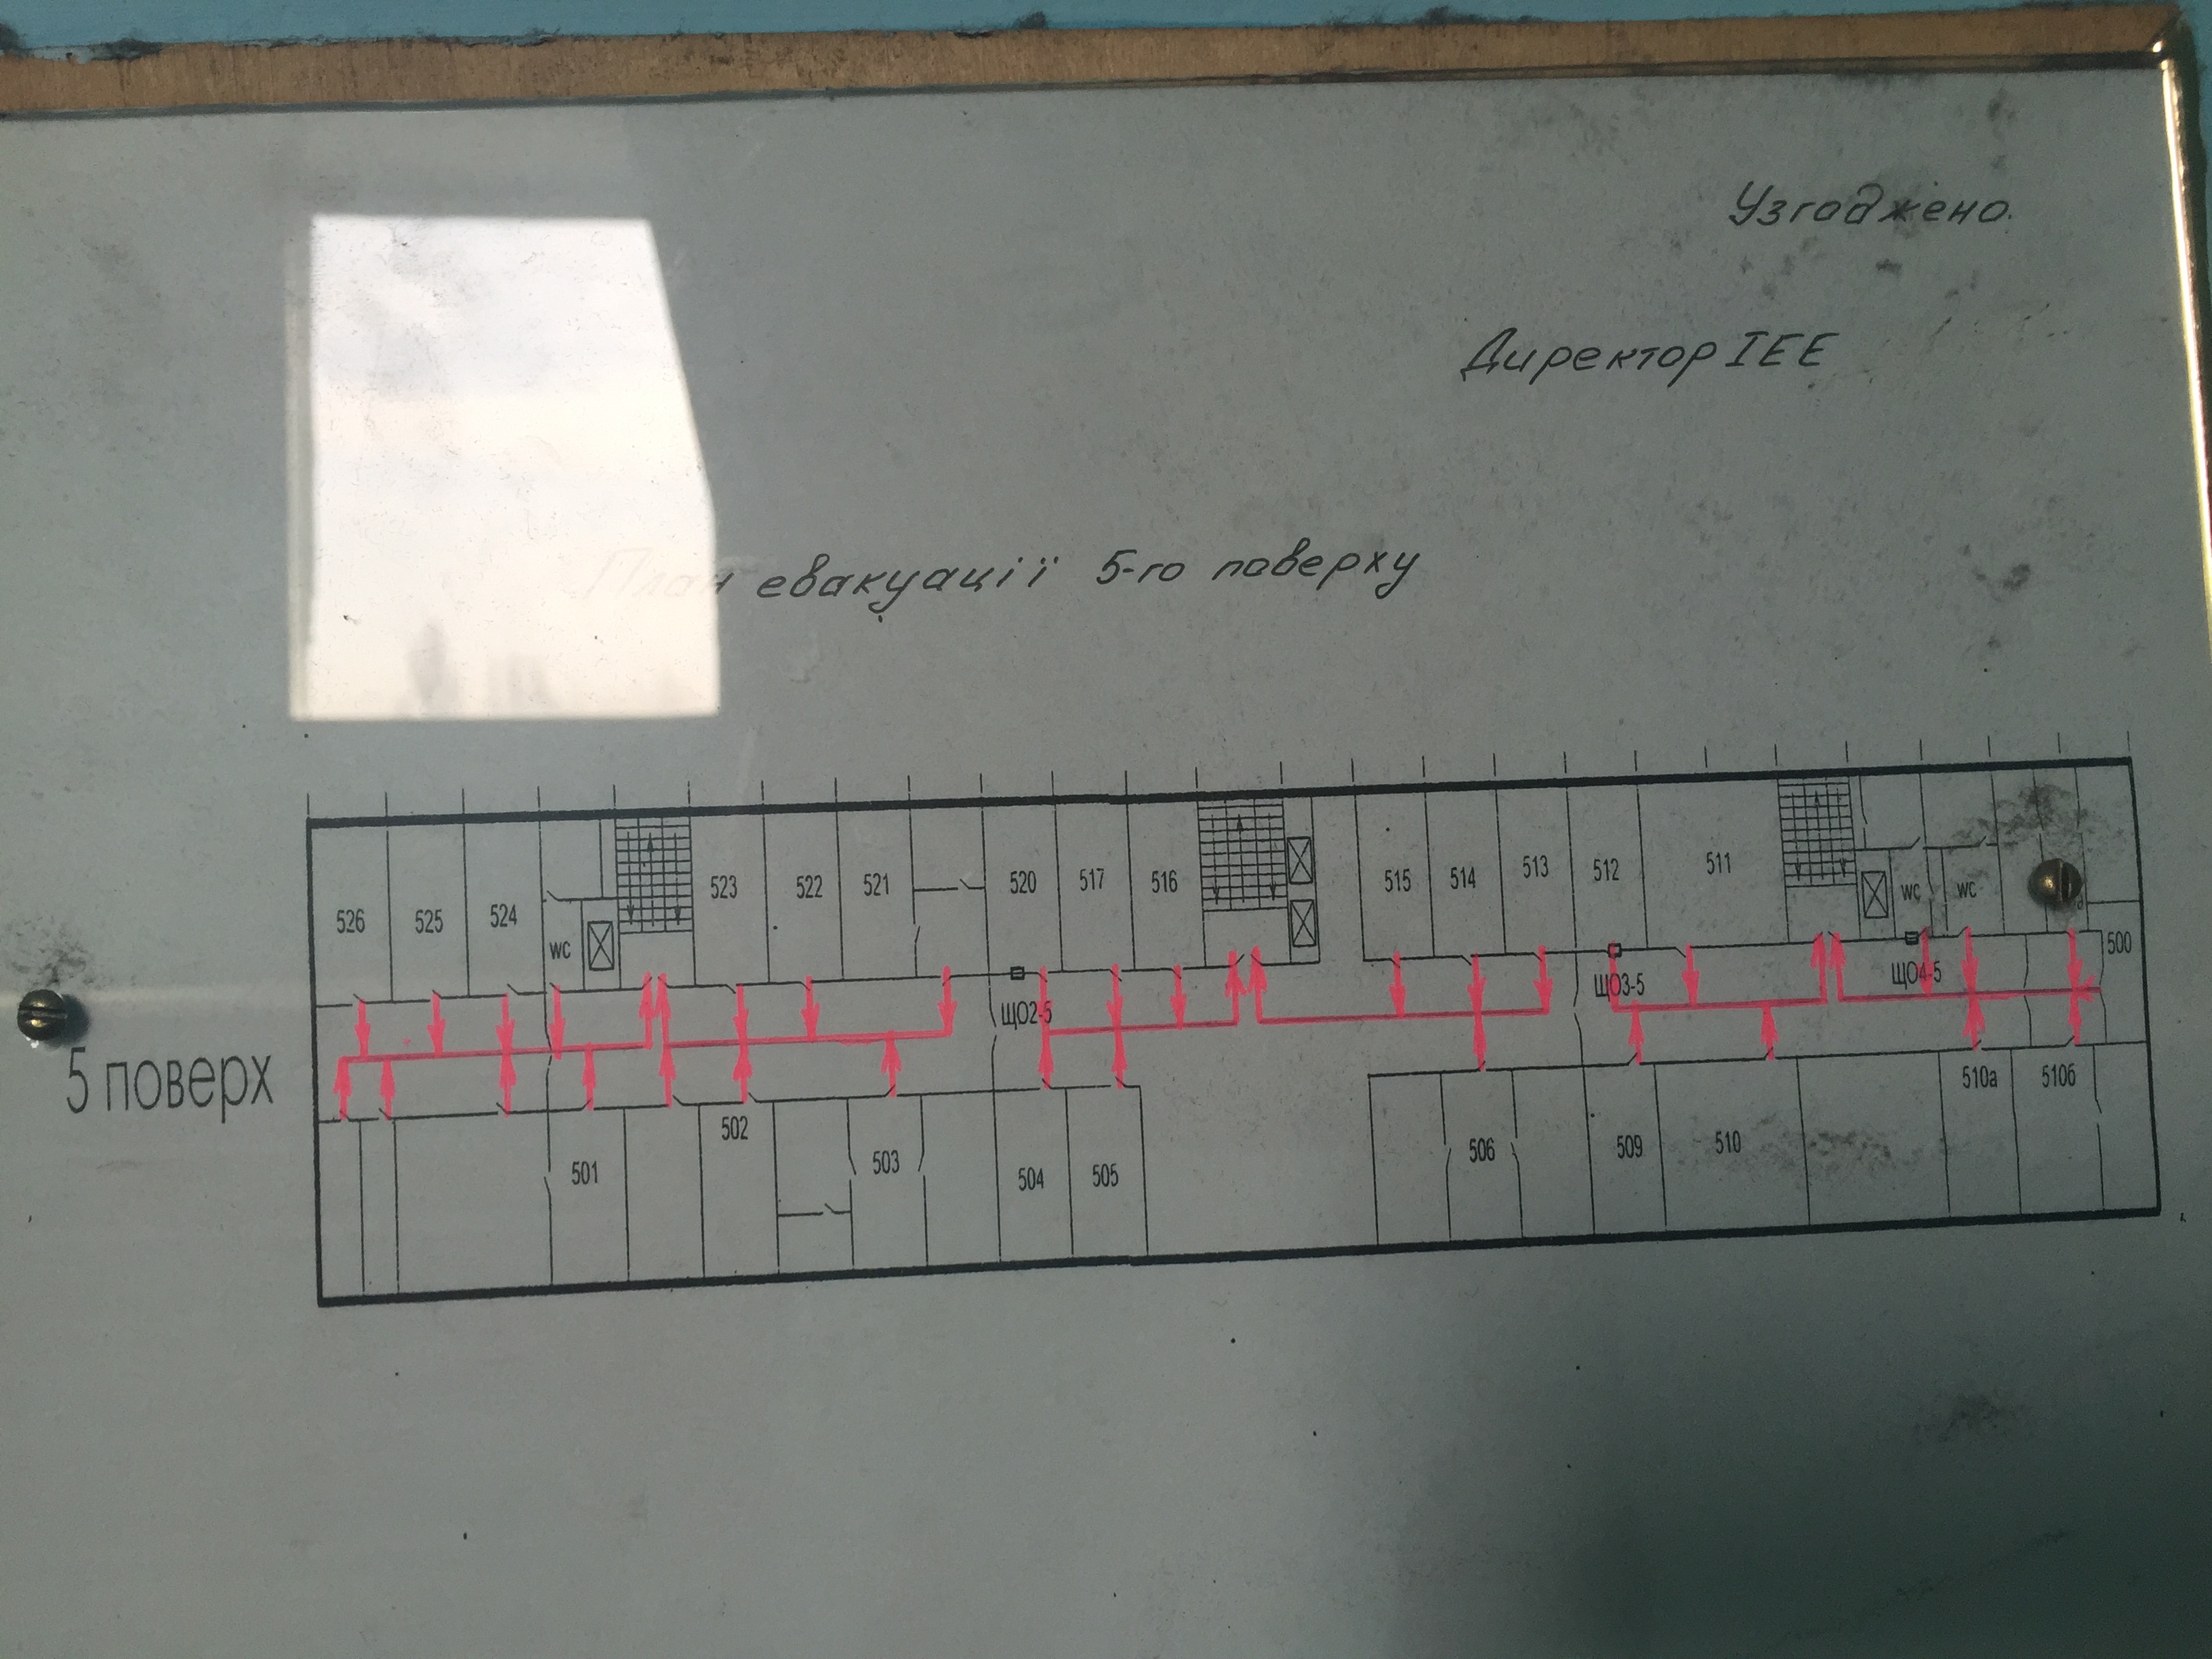 Узгоджено.
Директор ІЕЕ
План евакуації 5-го поверху
5 поверх
526 525 524 WC 523 522 521 520 517 516 515 514 513 512 511 WC WC 500
ЩО2-5 ЩО3-5 ЩО4-5
501 502 503 504 505 506 509 510 510а 510б